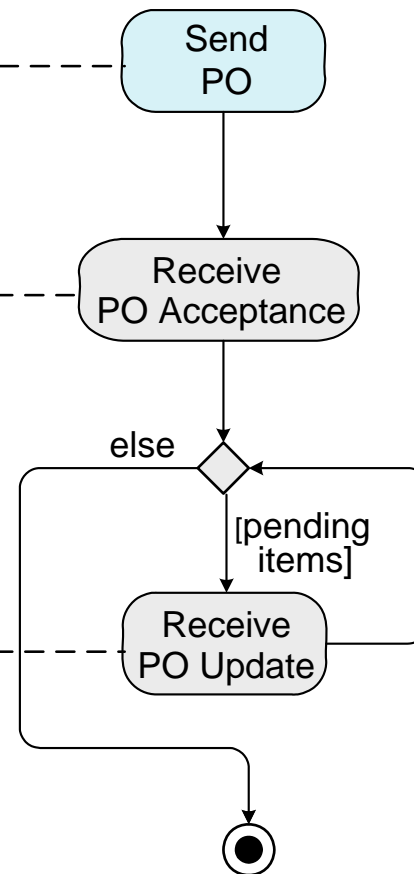 Send
PO
Receive
PO Acceptance
else
[pending
items]
Receive
PO Update